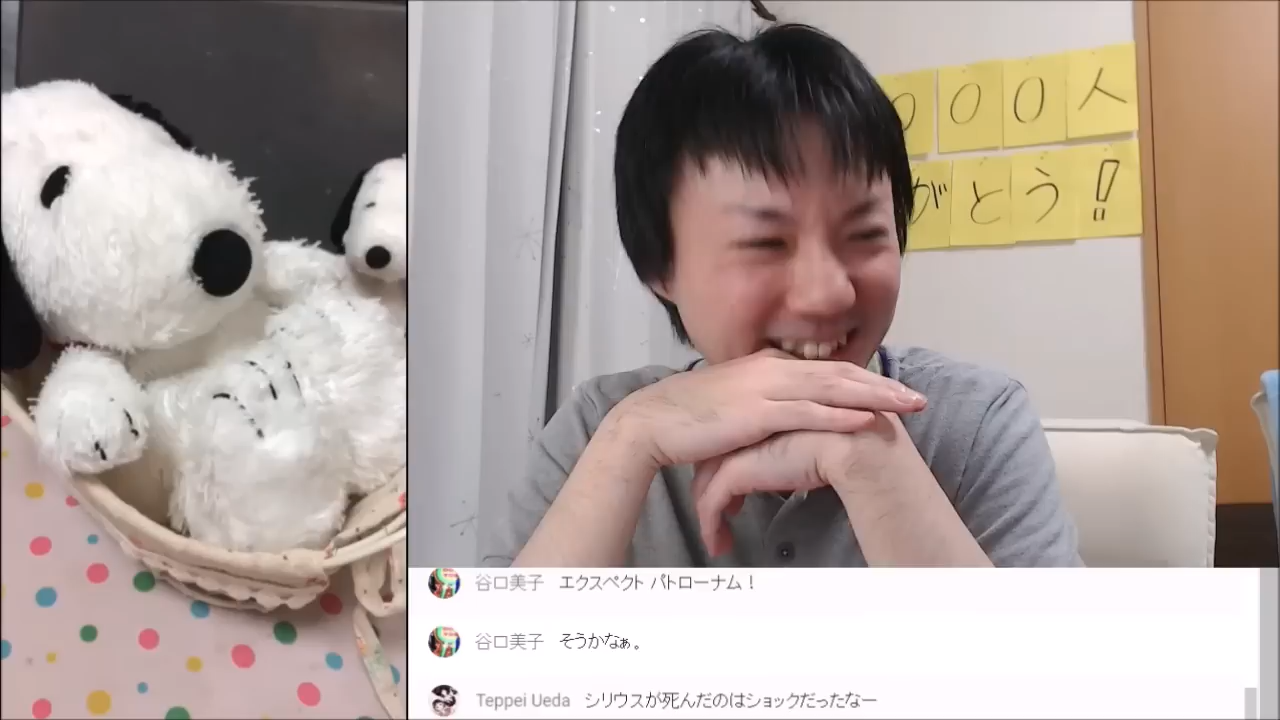 ０００人
がとう！
谷口美子 エクスペクト パトローナム！
谷口美子 そうかなぁ。
Teppei Ueda シリウスが死んだのはショックだったなー